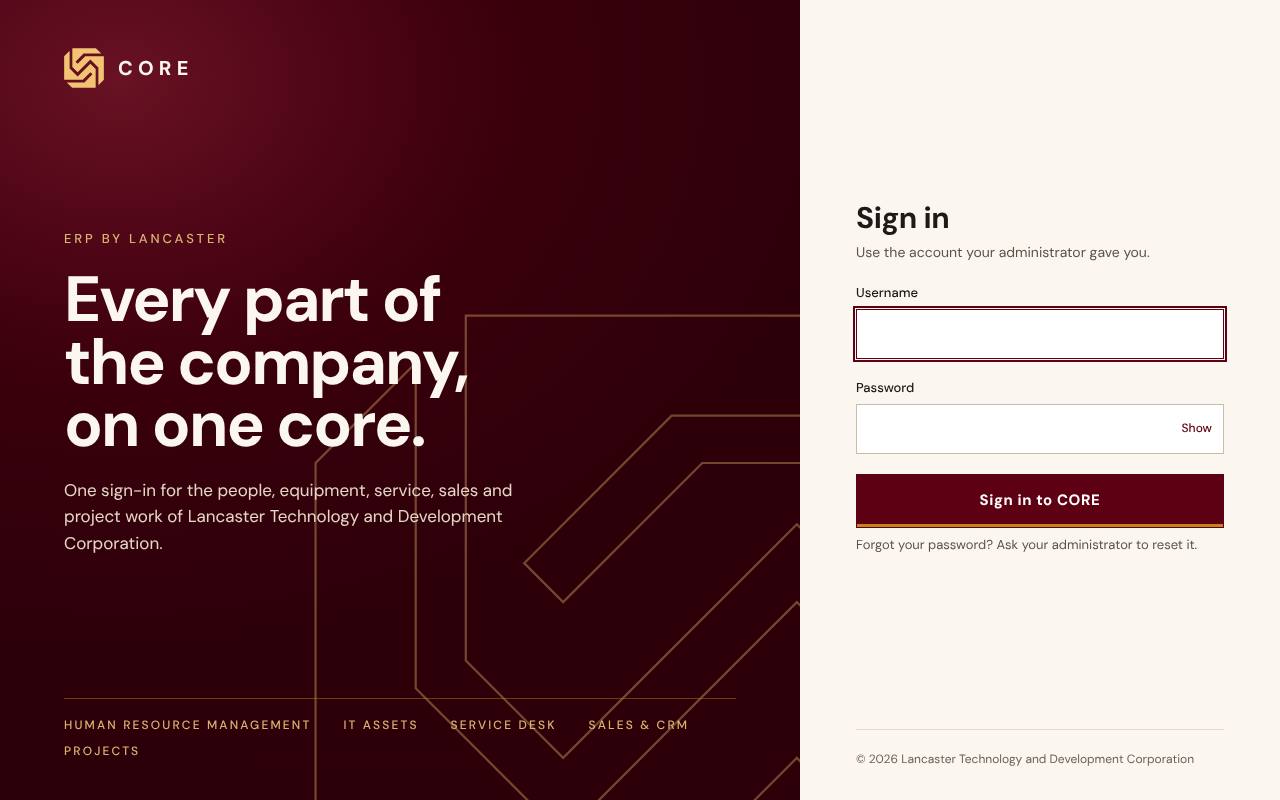 CORE
ERP BY LANCASTER
Every part of
the company,
on one core.
One sign-in for the people, equipment, service, sales and
project work of Lancaster Technology and Development
Corporation.
HUMAN RESOURCE MANAGEMENT IT ASSETS SERVICE DESK SALES & CRM
PROJECTS
Sign in
Use the account your administrator gave you.
Username
Password
Show
Sign in to CORE
Forgot your password? Ask your administrator to reset it.
© 2026 Lancaster Technology and Development Corporation